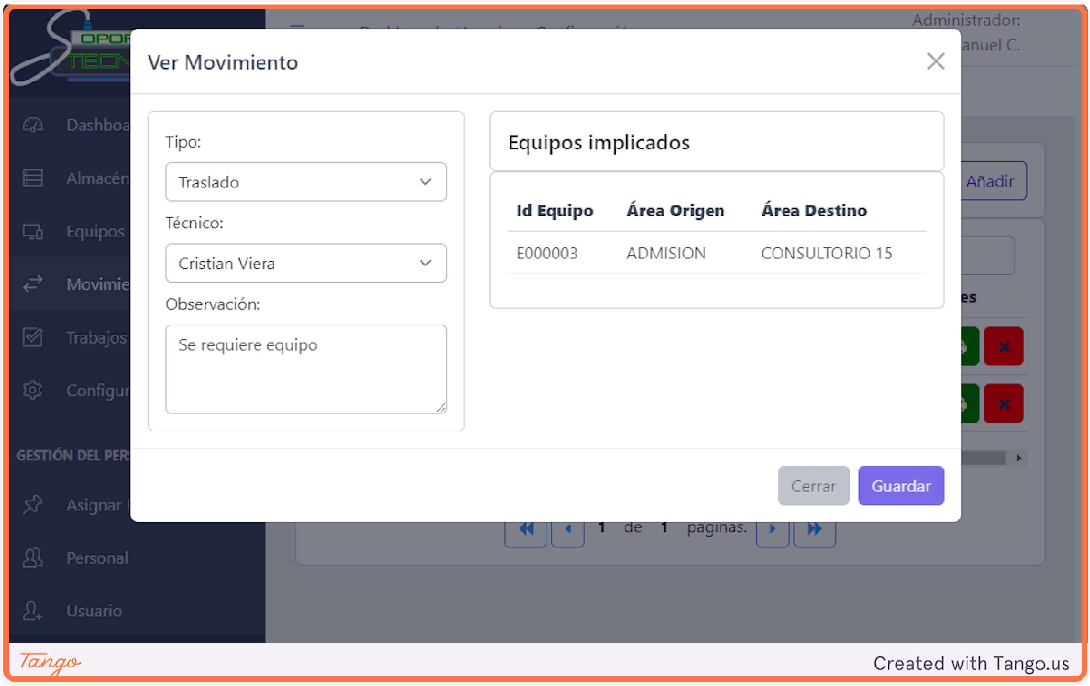 Administrador:
anuel C.
Ver Movimiento
Dashboa
Almacén
Equipos
Movimie
Trabajos
Configur
GESTIÓN DEL PER
Asignar
Personal
Usuario
Tipo:
Traslado
Técnico:
Cristian Viera
Observación:
Se requiere equipo
Equipos implicados
Id Equipo Área Origen Área Destino
E000003 ADMISION CONSULTORIO 15
Añadir
es
Cerrar Guardar
1 de 1 paginas.
Tango
Created with Tango.us